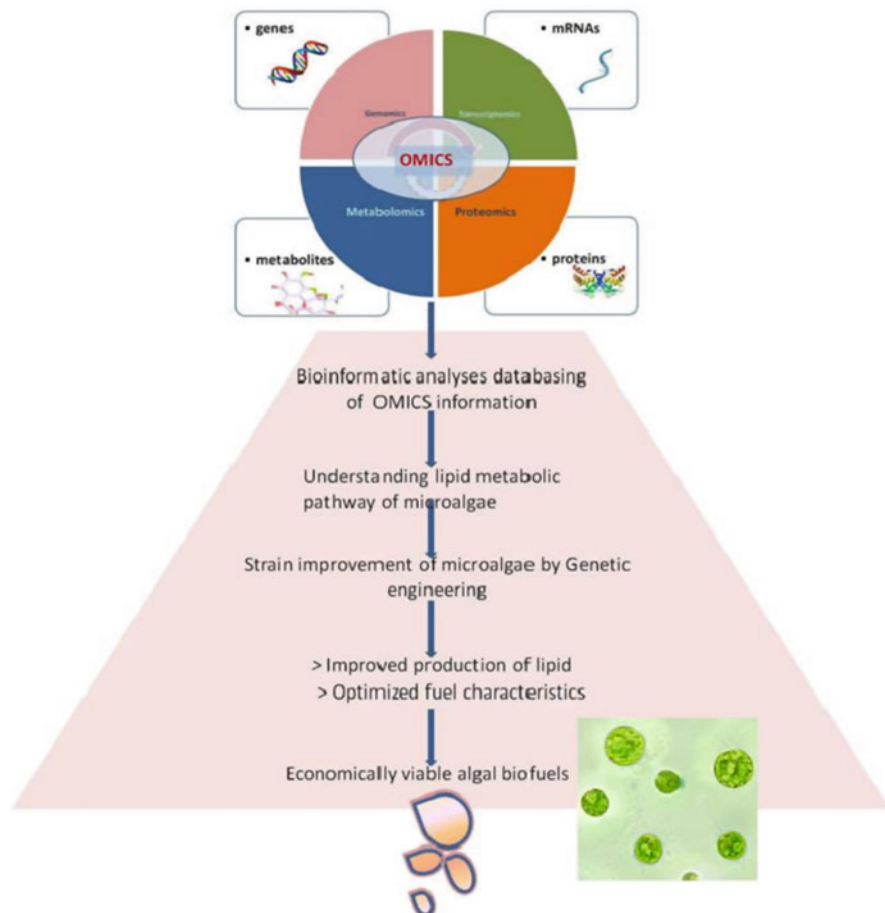 • genes
• mRNAs
Genomics
Transcriptomics
OMICS
Metabolomics
Proteomics
• metabolites
• proteins
Bioinformatic analyses databasing
of OMICS information
Understanding lipid metabolic
pathway of microalgae
Strain improvement of microalgae by Genetic
engineering
> Improved production of lipid
> Optimized fuel characteristics
Economically viable algal biofuels